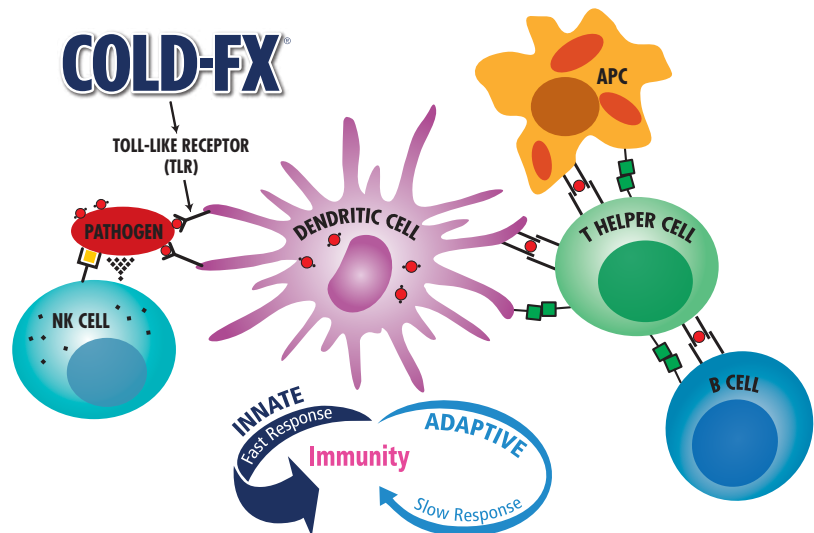 COLD-FX®
TOLL-LIKE RECEPTOR
(TLR)
APC
PATHOGEN
DENDRITIC CELL
T HELPER CELL
NK CELL
B CELL
INNATE
Fast Response
Immunity
ADAPTIVE
Slow Response